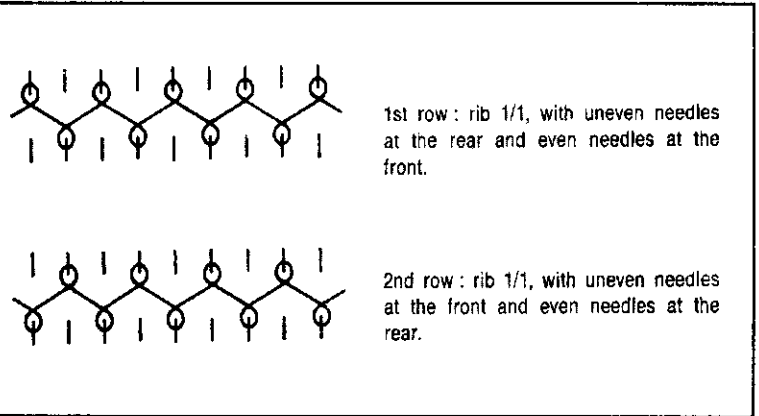 1st row : rib 1/1, with uneven needles
at the rear and even needles at the
front.
2nd row : rib 1/1, with uneven needles
at the front and even needles at the
rear.